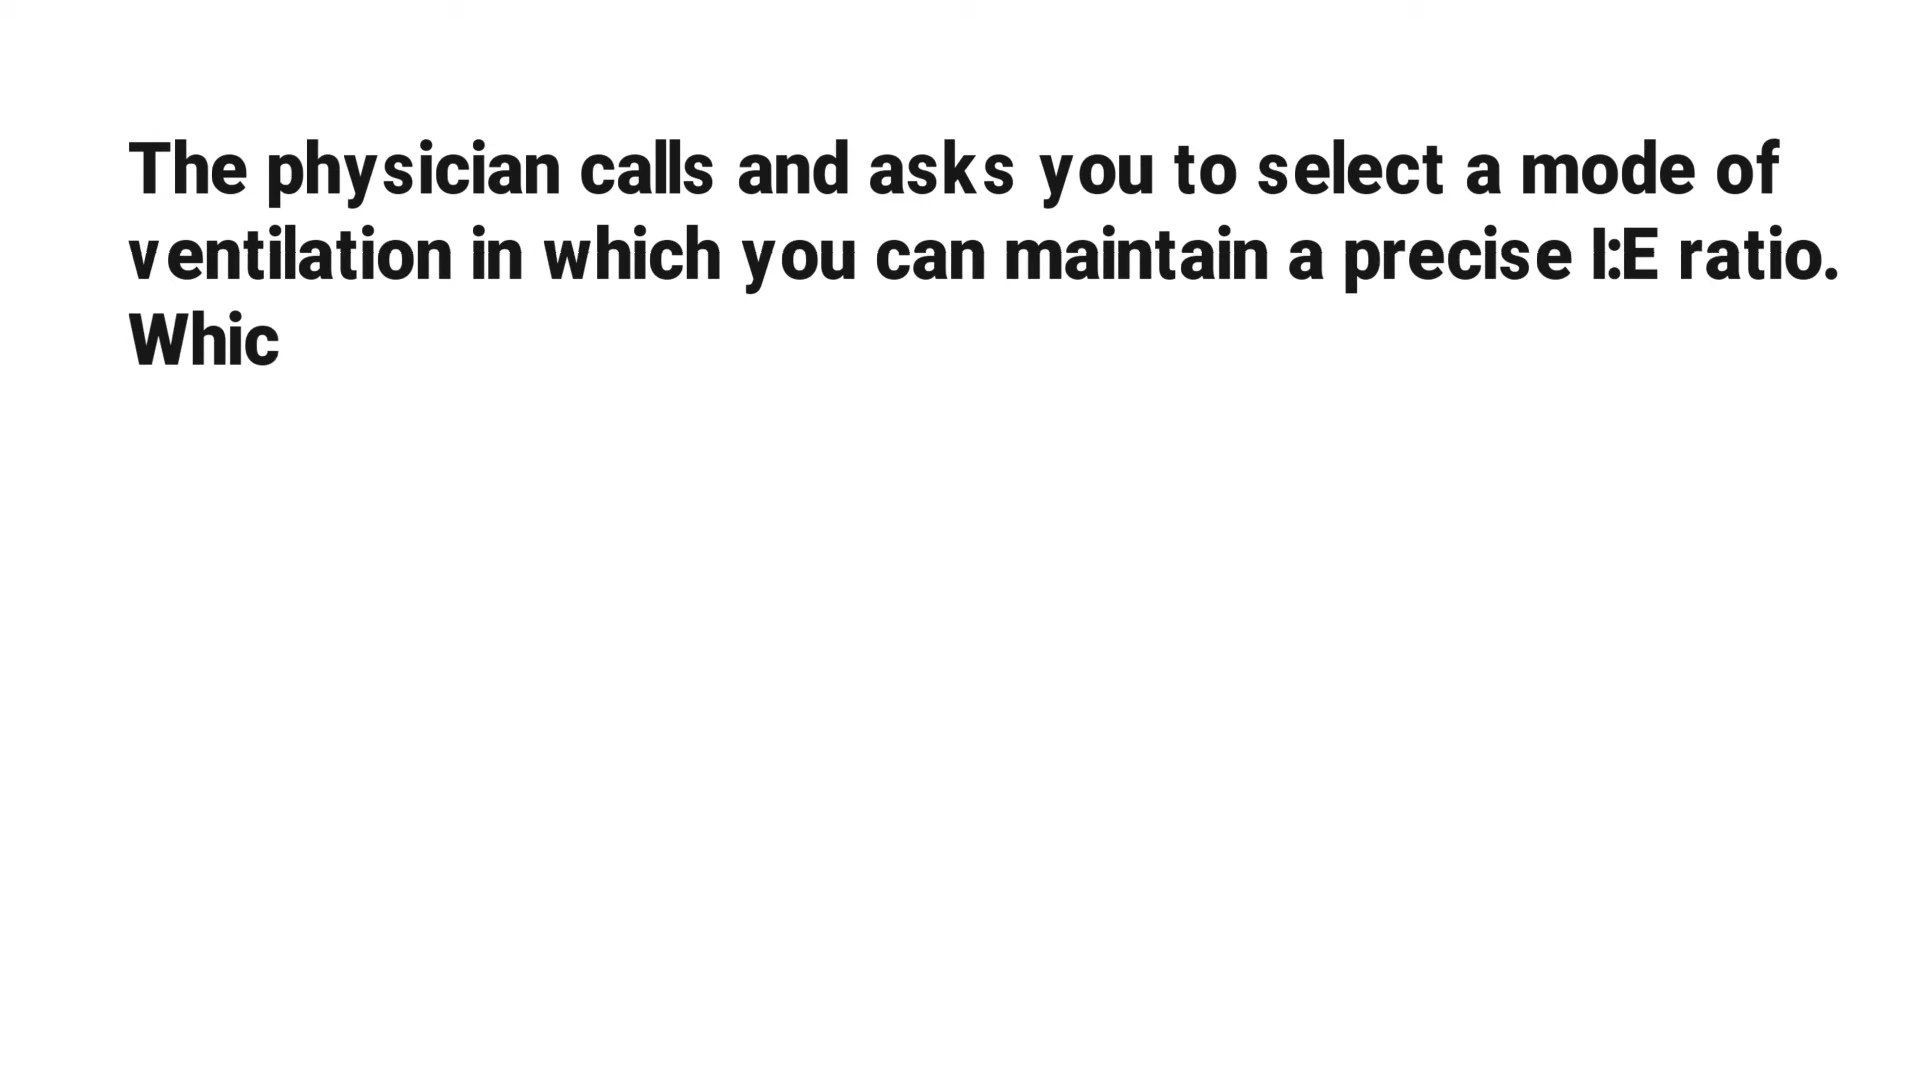 The physician calls and asks you to select a mode of
ventilation in which you can maintain a precise I:E ratio.
Whic